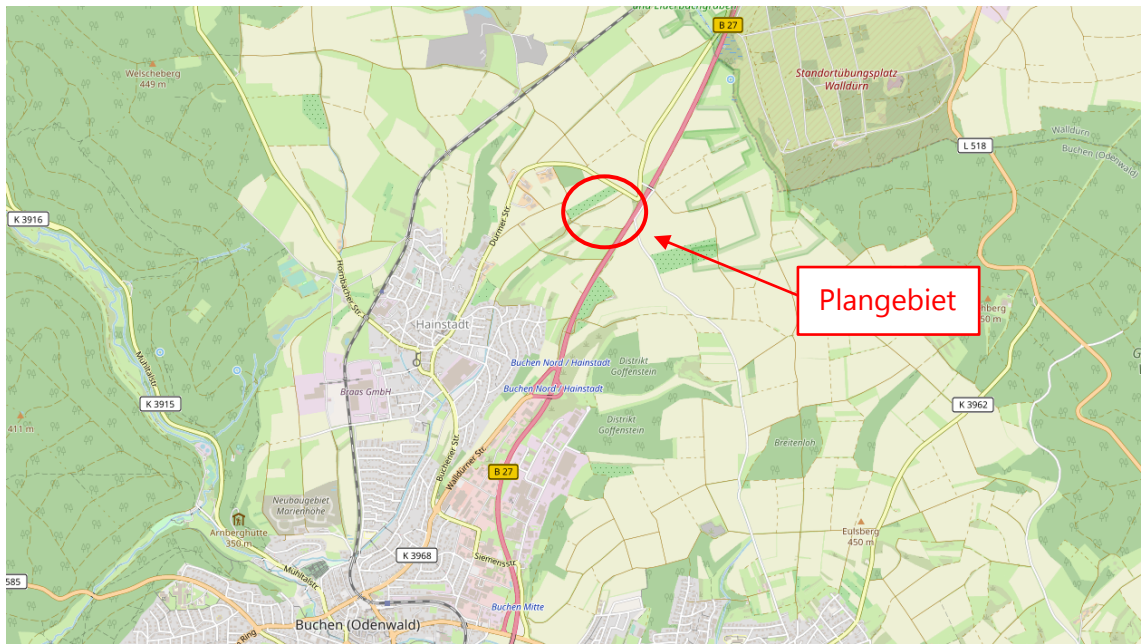 und Eiderbachgraben
B 27
Welscheberg
449 m
Standortübungsplatz
Walldürn
Walldürn
Buchen (Odenwald)
L 518
K 3916
Dürmer Str.
Hornbacher Str.
Plangebiet
Hainstadt
Buchen Nord / Hainstadt
Distrikt
Goffenstein
Mühltalstr.
Braas GmbH
Buchen Nord / Hainstadt
K 3915
K 3962
411 m
Distrikt
Goffenstein
Breitenloh
Buchener Str.
Walldürner Str.
B 27
Neubaugebiet
Marienhöhe
Arnberghütte
350 m
Eulsberg
450 m
K 3968
Siemensstr.
Mühltalstr.
585
Buchen Mitte
Buchen (Odenwald)
Ring